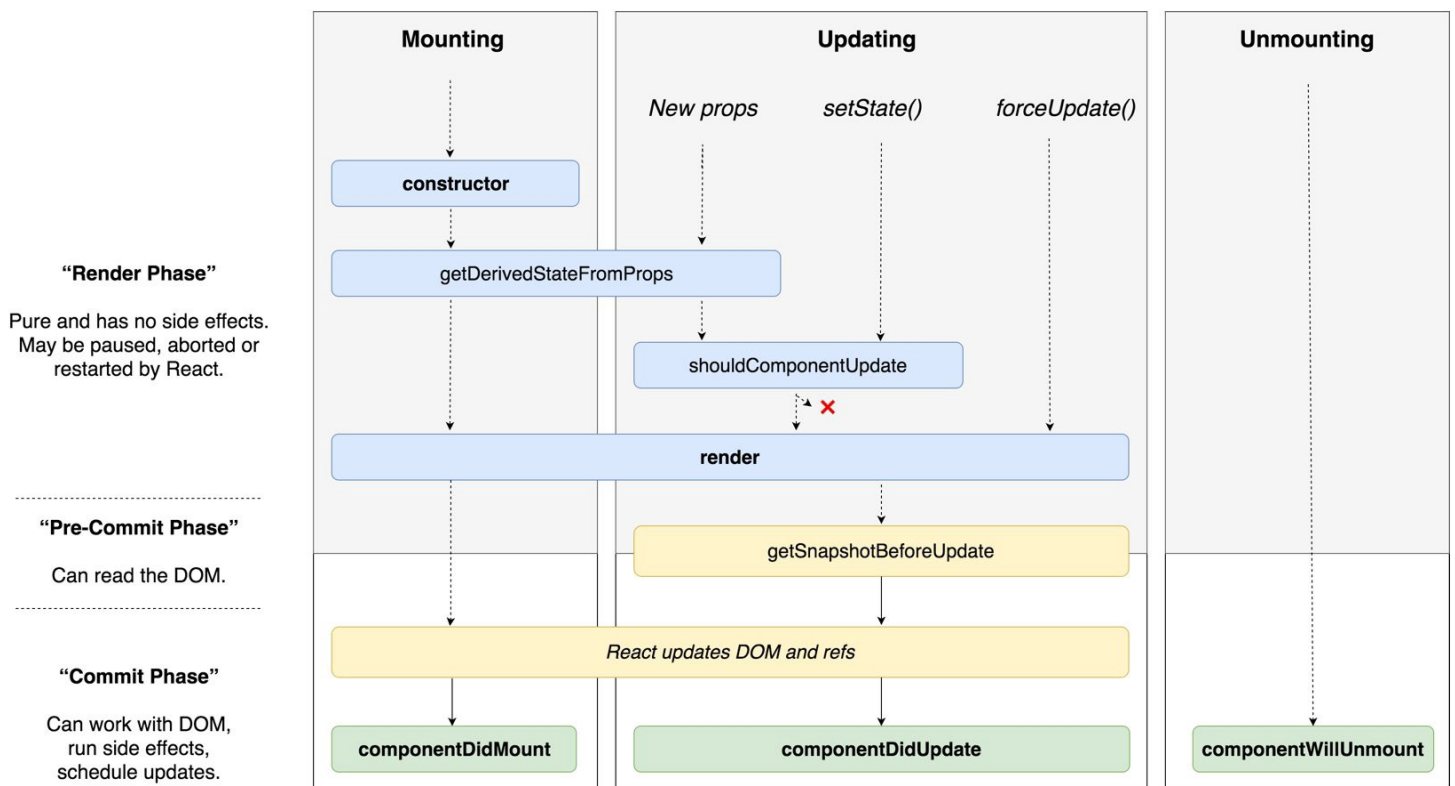 Mounting
Updating
Unmounting
New props
setState()
forceUpdate()
constructor
“Render Phase”
Pure and has no side effects.
May be paused, aborted or
restarted by React.
getDerivedStateFromProps
shouldComponentUpdate
render
“Pre-Commit Phase”
Can read the DOM.
getSnapshotBeforeUpdate
React updates DOM and refs
“Commit Phase”
Can work with DOM,
run side effects,
schedule updates.
componentDidMount
componentDidUpdate
componentWillUnmount